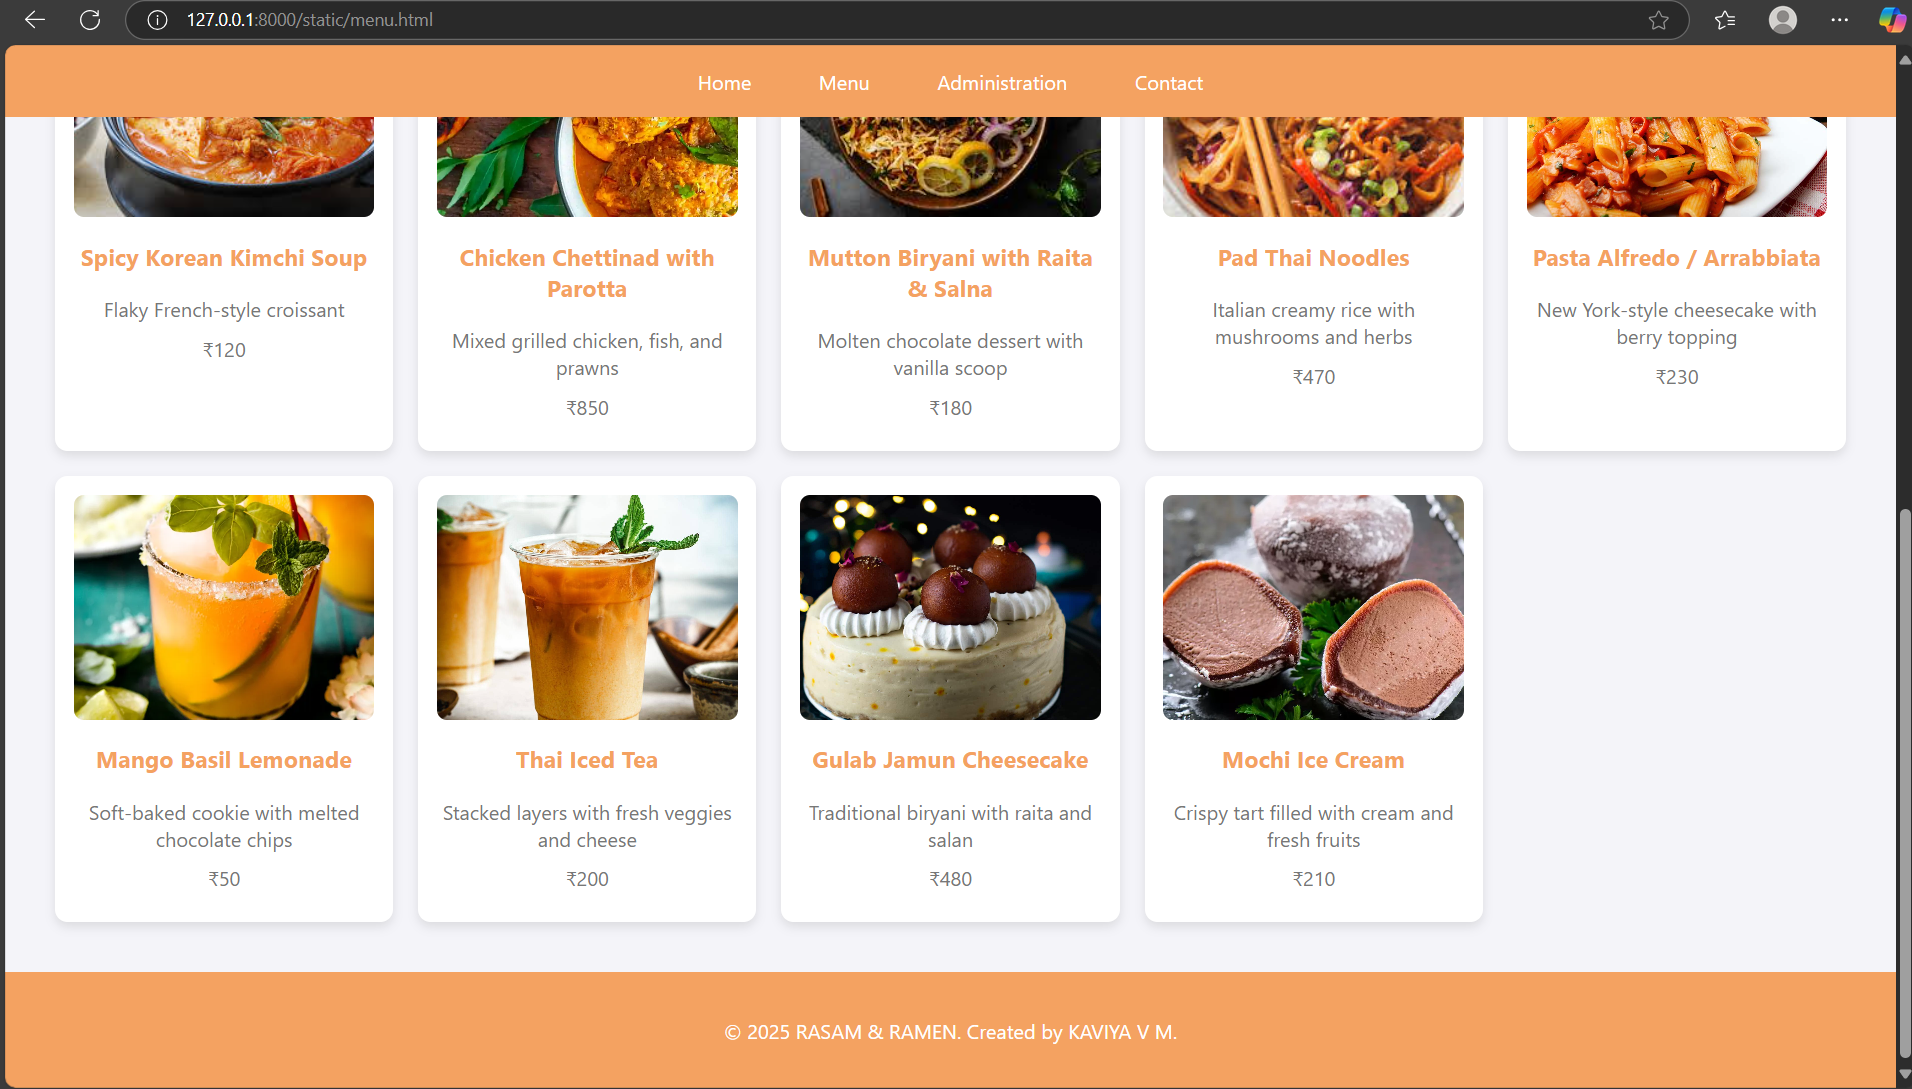 127.0.0.1:8000/static/menu.html
Home Menu Administration Contact
Spicy Korean Kimchi Soup
Flaky French-style croissant
₹120
Chicken Chettinad with
Parotta
Mixed grilled chicken, fish, and
prawns
₹850
Mutton Biryani with Raita
& Salna
Molten chocolate dessert with
vanilla scoop
₹180
Pad Thai Noodles
Italian creamy rice with
mushrooms and herbs
₹470
Pasta Alfredo / Arrabbiata
New York-style cheesecake with
berry topping
₹230
Mango Basil Lemonade
Soft-baked cookie with melted
chocolate chips
₹50
Thai Iced Tea
Stacked layers with fresh veggies
and cheese
₹200
Gulab Jamun Cheesecake
Traditional biryani with raita and
salan
₹480
Mochi Ice Cream
Crispy tart filled with cream and
fresh fruits
₹210
© 2025 RASAM & RAMEN. Created by KAVIYA V M.